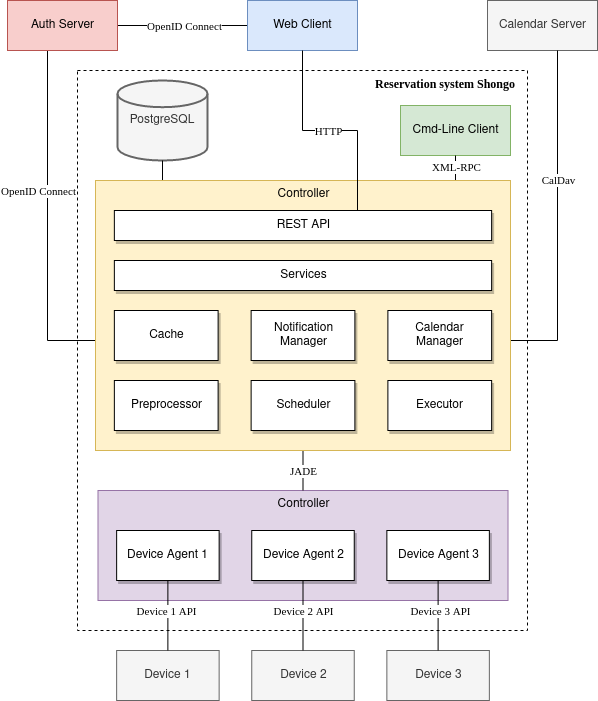 Auth Server
OpenID Connect
Web Client
Calendar Server
Reservation system Shongo
PostgreSQL
HTTP
Cmd-Line Client
XML-RPC
OpenID Connect
CalDav
Controller
REST API
Services
Cache
Notification
Manager
Calendar
Manager
Preprocessor
Scheduler
Executor
JADE
Controller
Device Agent 1
Device Agent 2
Device Agent 3
Device 1 API
Device 2 API
Device 3 API
Device 1
Device 2
Device 3